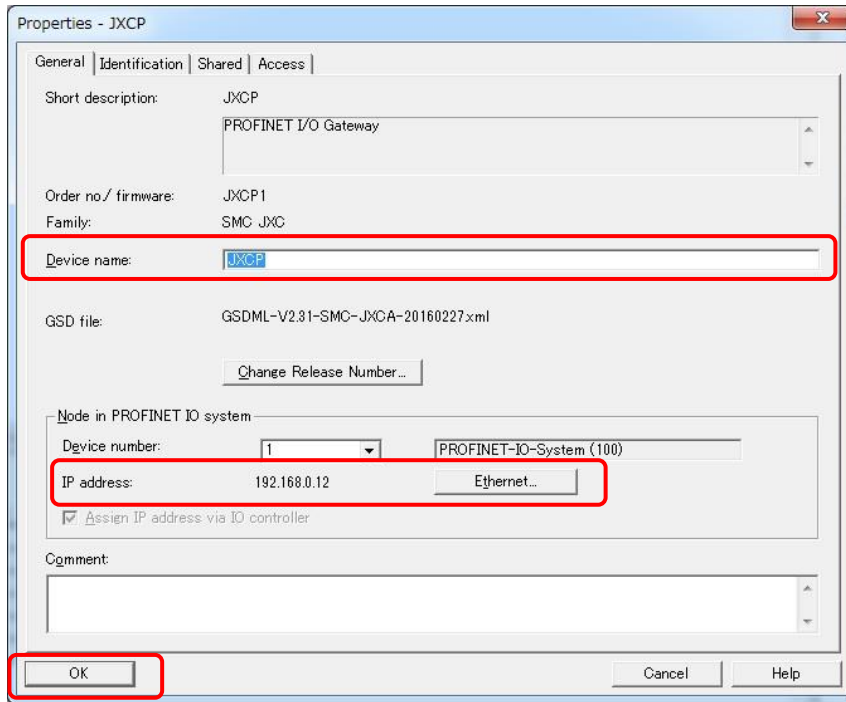 Properties - JXCP
General Identification Shared Access
Short description: JXCP
PROFINET I/O Gateway
Order no./ firmware: JXCP1
Family: SMC JXC
Device name: JXCP
GSD file: GSDML-V2.31-SMC-JXCA-20160227.xml
Change Release Number...
Node in PROFINET IO system
Device number: 1 PROFINET-IO-System (100)
IP address: 192.168.0.12 Ethernet...
Assign IP address via IO controller
Comment:
OK Cancel Help